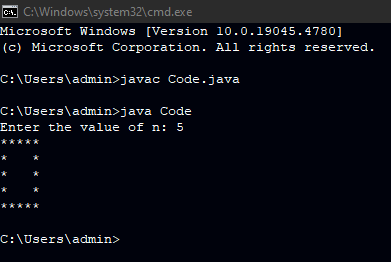 C:\Windows\system32\cmd.exe
Microsoft Windows [Version 10.0.19045.4780]
(c) Microsoft Corporation. All rights reserved.
C:\Users\admin>javac Code.java
C:\Users\admin>java Code
Enter the value of n: 5
*****
*   *
*   *
*   *
*****
C:\Users\admin>